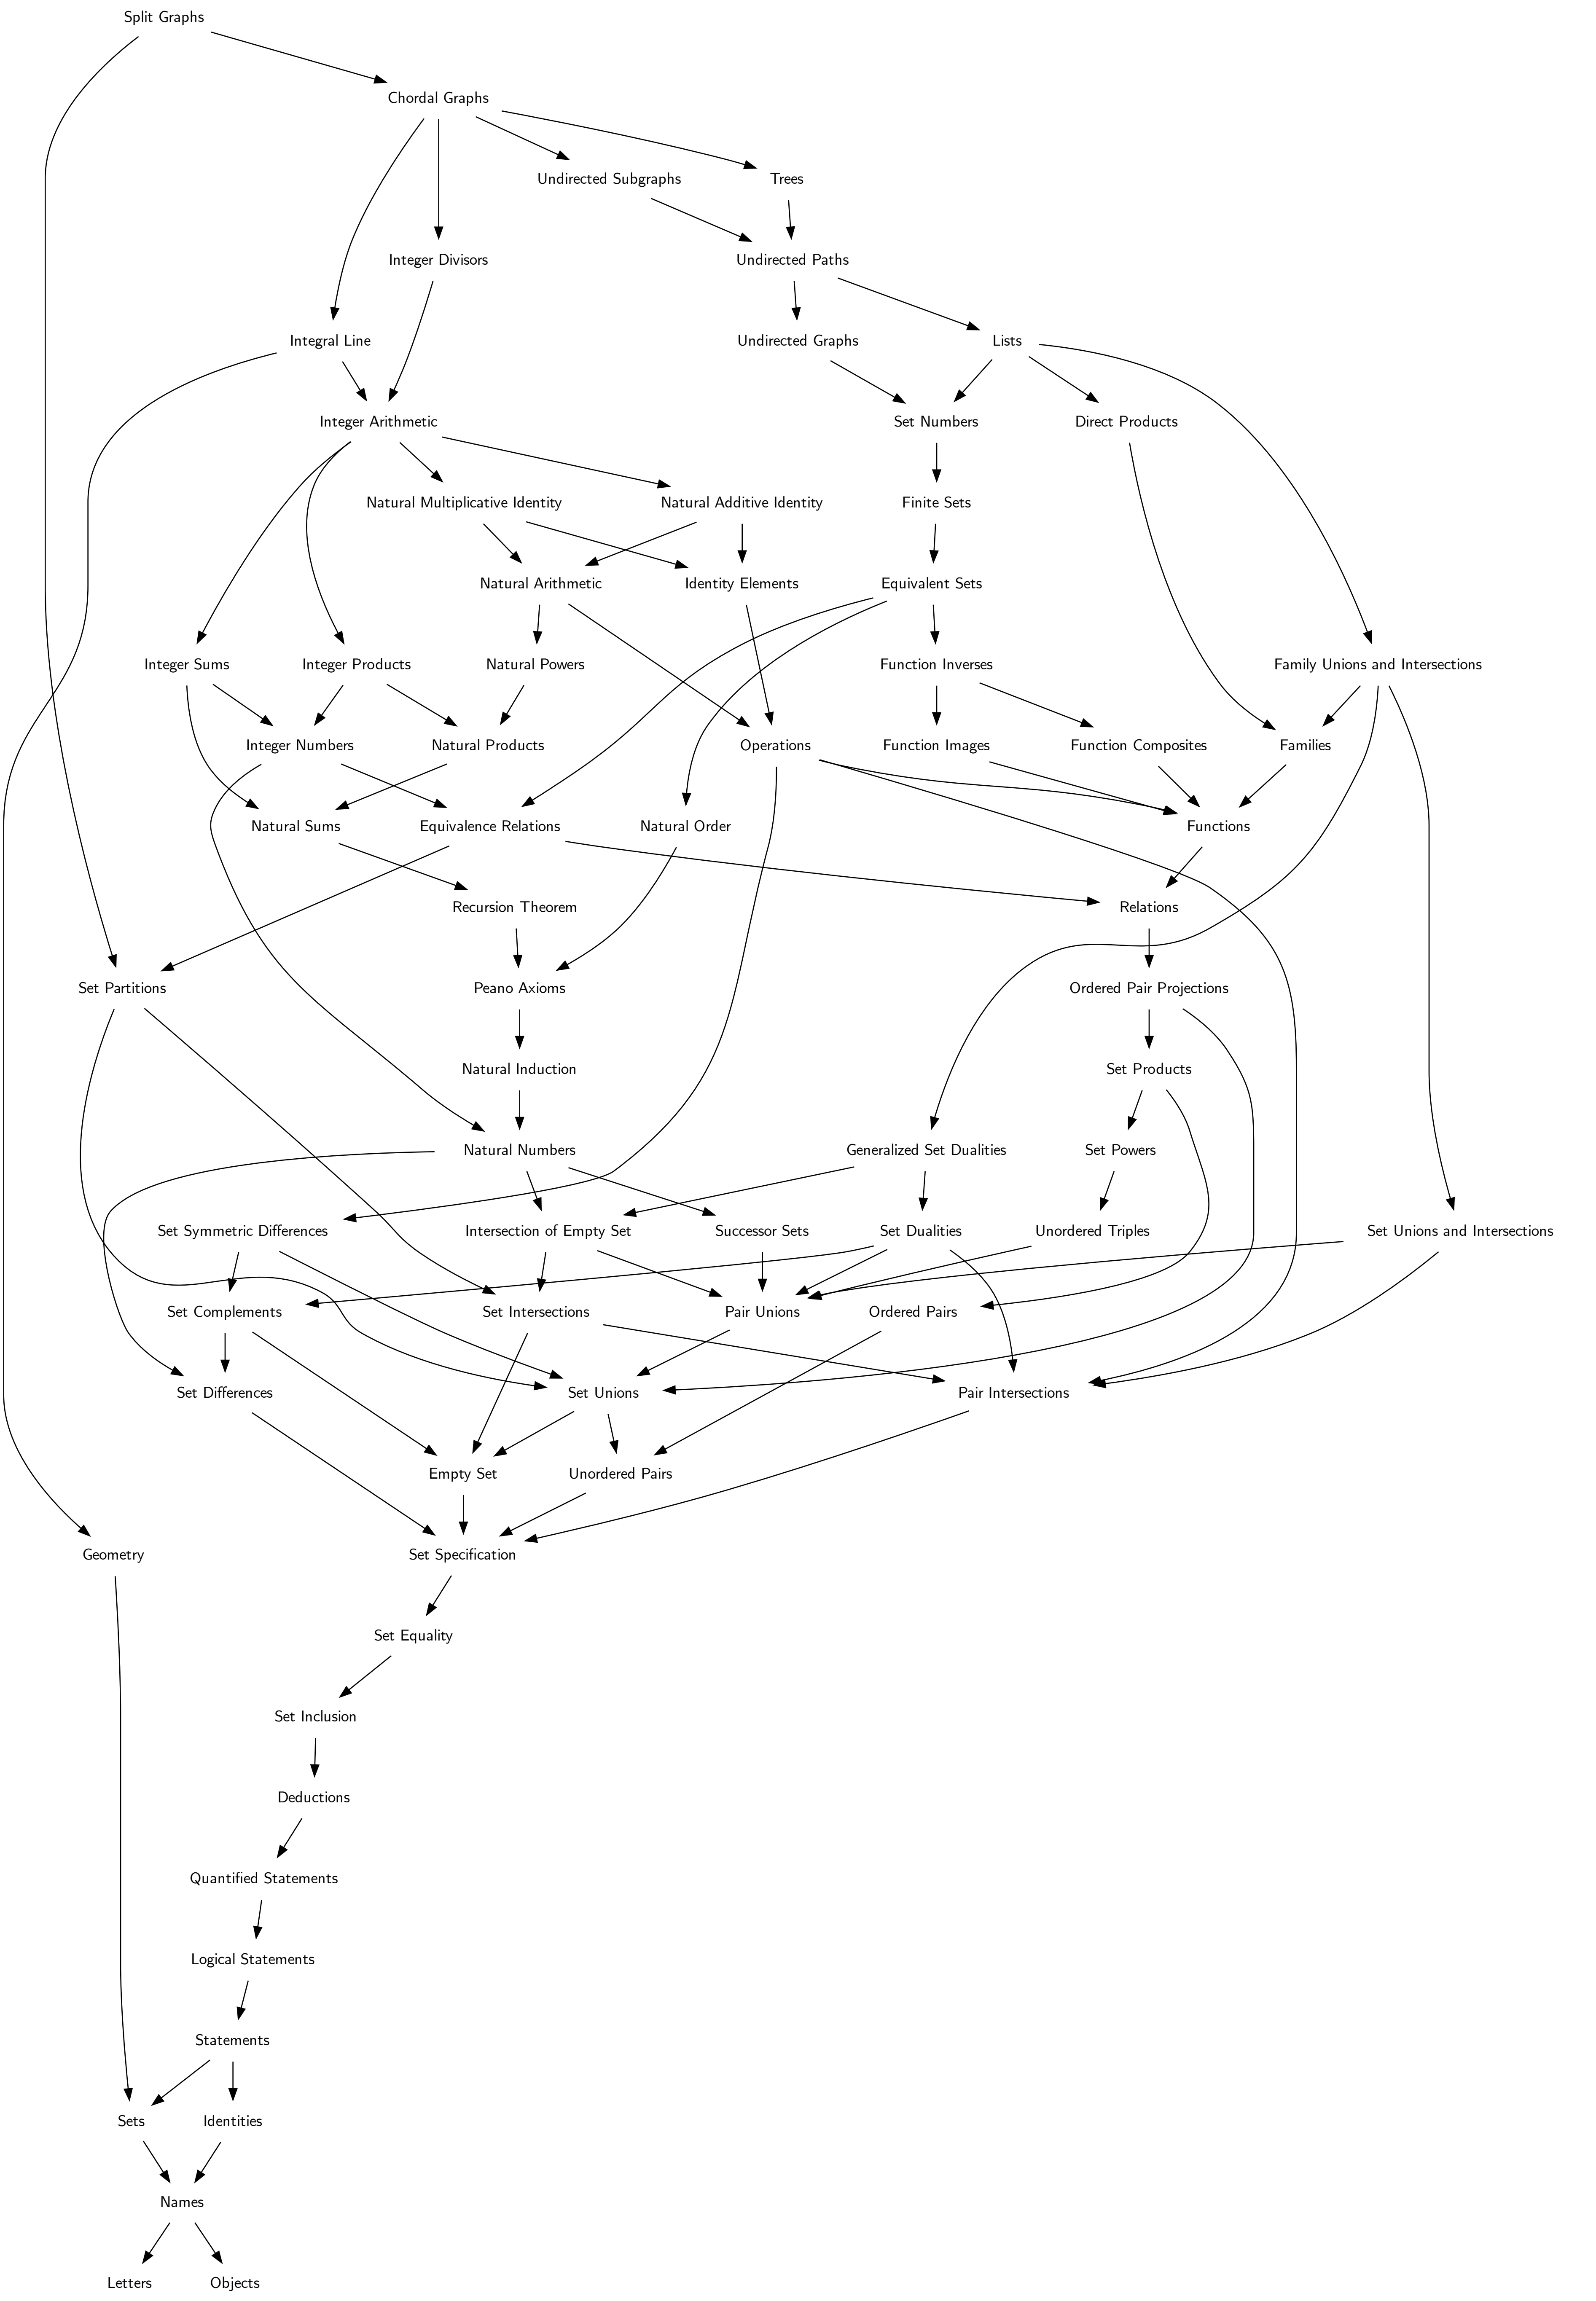 Split Graphs
Chordal Graphs
Undirected Subgraphs
Trees
Integer Divisors
Undirected Paths
Integral Line
Undirected Graphs
Lists
Integer Arithmetic
Set Numbers
Direct Products
Natural Multiplicative Identity
Natural Additive Identity
Finite Sets
Natural Arithmetic
Identity Elements
Equivalent Sets
Integer Sums
Integer Products
Natural Powers
Function Inverses
Family Unions and Intersections
Integer Numbers
Natural Products
Operations
Function Images
Function Composites
Families
Natural Sums
Equivalence Relations
Natural Order
Functions
Recursion Theorem
Relations
Set Partitions
Peano Axioms
Ordered Pair Projections
Natural Induction
Set Products
Natural Numbers
Generalized Set Dualities
Set Powers
Set Symmetric Differences
Intersection of Empty Set
Successor Sets
Set Dualities
Unordered Triples
Set Unions and Intersections
Set Complements
Set Intersections
Pair Unions
Ordered Pairs
Set Differences
Set Unions
Pair Intersections
Empty Set
Unordered Pairs
Geometry
Set Specification
Set Equality
Set Inclusion
Deductions
Quantified Statements
Logical Statements
Statements
Sets
Identities
Names
Letters
Objects